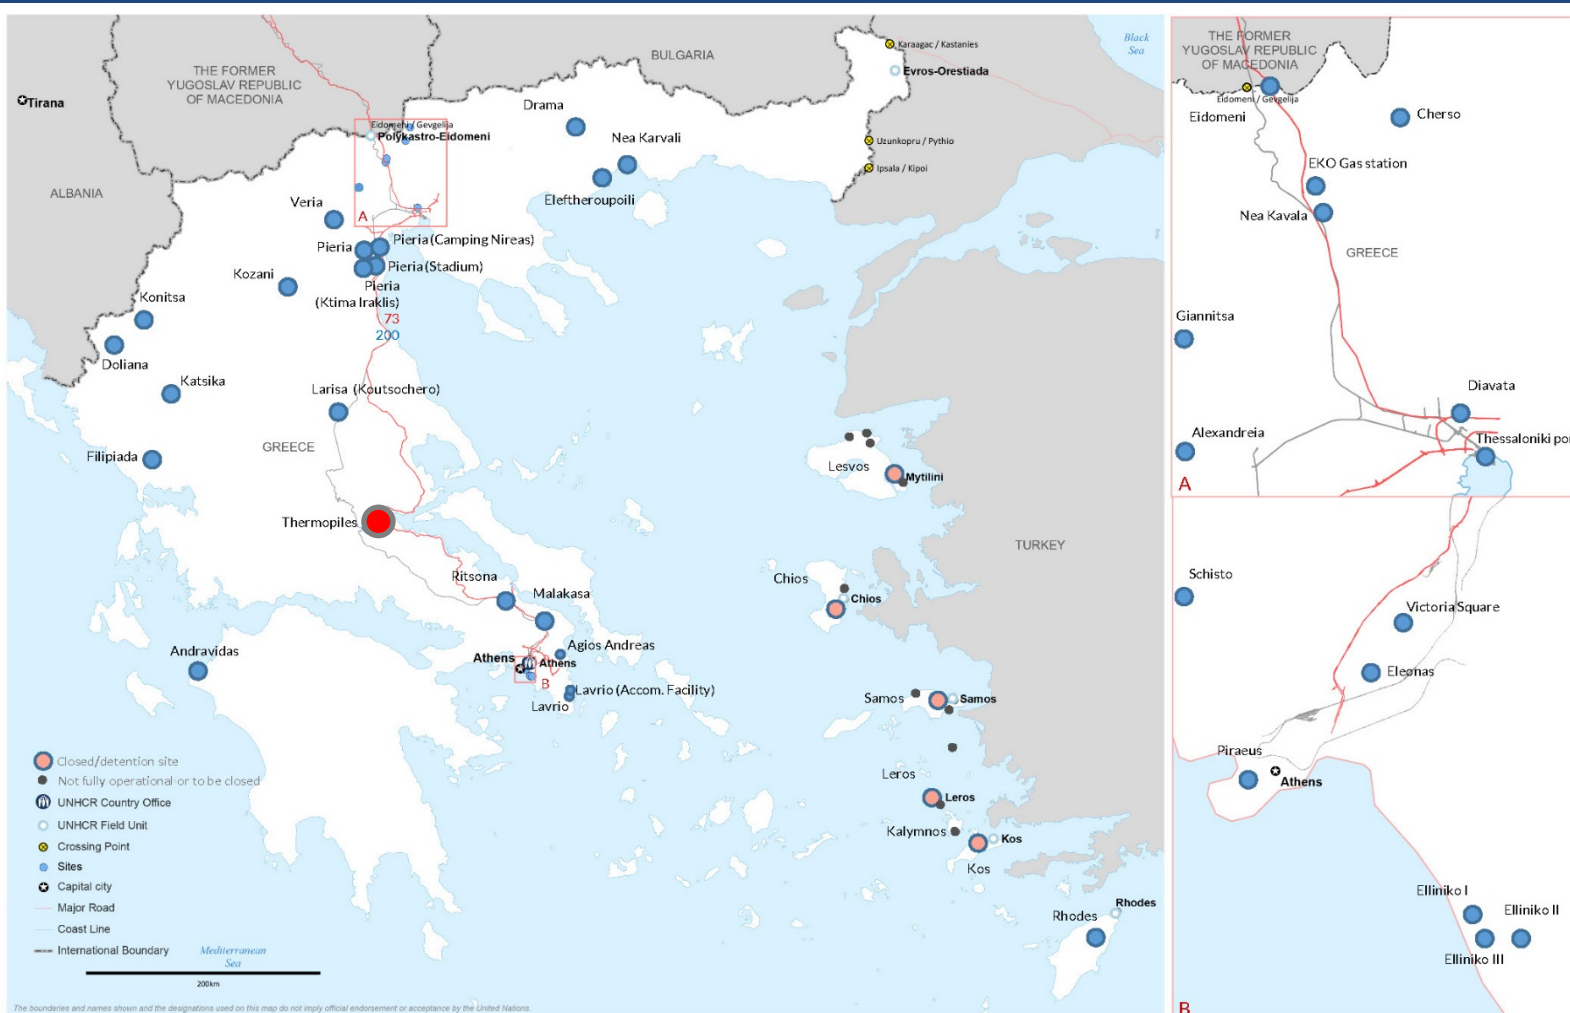 Black
Sea
BULGARIA
THE FORMER
YUGOSLAV REPUBLIC
OF MACEDONIA
Tirana
ALBANIA
Karaagac / Kastanies
Evros-Orestiada
Drama
Nea Karvali
Eleftheroupoili
Uzunkopru / Pythio
Ipsala / Kipoi
Eidomeni / Gevgelija
Polykastro-Eidomeni
A
Veria
Pieria
Pieria (Camping Nireas)
Pieria (Stadium)
Pieria
(Ktima Iraklis)
73
200
Kozani
Konitsa
Doliana
Katsika
Larisa (Koutsochero)
GREECE
Filipiada
Thermopiles
Lesvos
Mytilini
TURKEY
Ritsona
Malakasa
Chios
Chios
Andravidas
Agios Andreas
Athens
Athens
B
Lavrio (Accom. Facility)
Lavrio
Samos
Samos
Leros
Leros
Kalymnos
Kos
Kos
Rhodes
Rhodes
Closed/detention site
Not fully operational or to be closed
UNHCR Country Office
UNHCR Field Unit
Crossing Point
Sites
Capital city
Major Road
Coast Line
International Boundary
Mediterranean
Sea
200km
The boundaries and names shown and the designations used on this map do not imply official endorsement or acceptance by the United Nations.
THE FORMER
YUGOSLAV REPUBLIC
OF MACEDONIA
Eidomeni / Gevgelija
Eidomeni
Cherso
EKO Gas station
Nea Kavala
GREECE
Giannitsa
Diavata
Alexandreia
Thessaloniki por
A
Schisto
Victoria Square
Eleonas
Piraeus
Athens
Elliniko I
Elliniko II
Elliniko III
B